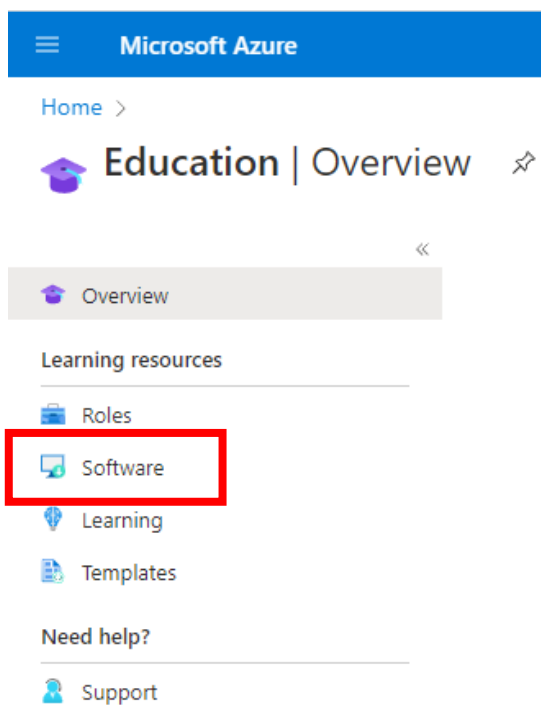 Microsoft Azure
Home >
Education | Overview
«
Overview
Learning resources
Roles
Software
Learning
Templates
Need help?
Support